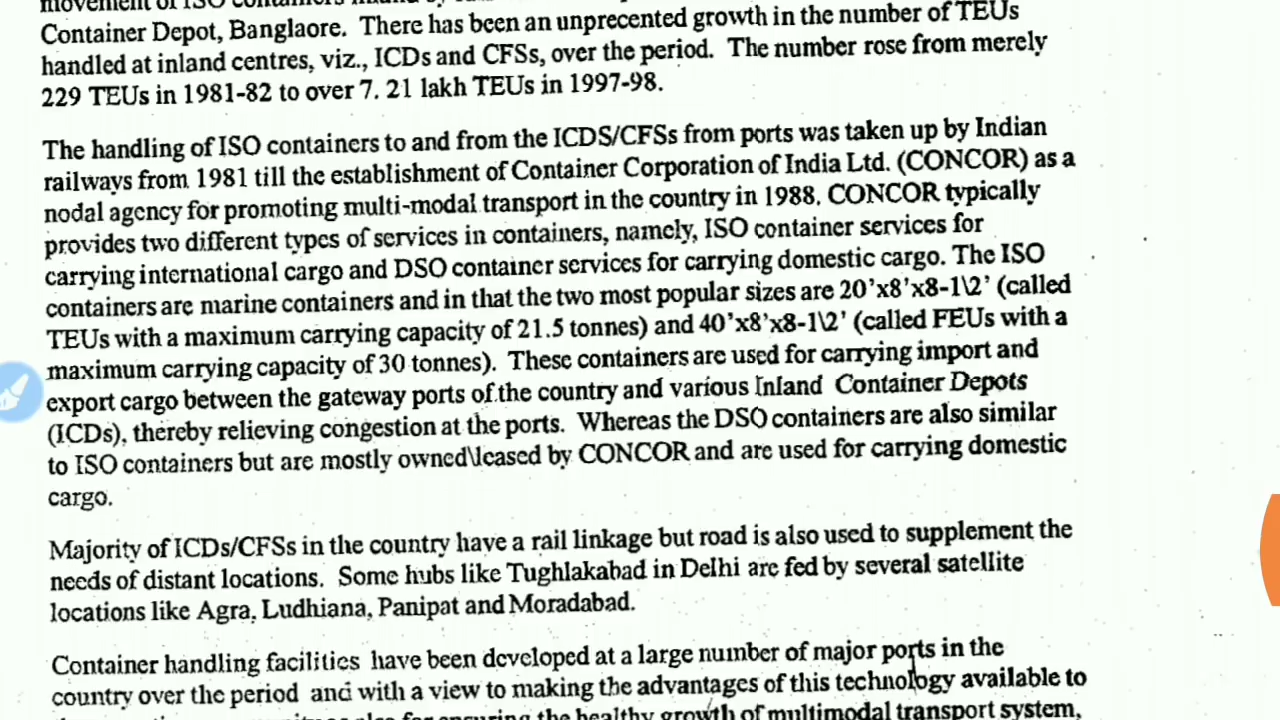 movement of ISO containers
Container Depot, Banglaore. There has been an unprecented growth in the number of TEUs
handled at inland centres, viz., ICDs and CFSs, over the period. The number rose from merely
229 TEUs in 1981-82 to over 7. 21 lakh TEUs in 1997-98.
The handling of ISO containers to and from the ICDS/CFSs from ports was taken up by Indian
railways from 1981 till the establishment of Container Corporation of India Ltd. (CONCOR) as a
nodal agency for promoting multi-modal transport in the country in 1988. CONCOR typically
provides two different types of services in containers, namely, ISO container services for
carrying international cargo and DSO container services for carrying domestic cargo. The ISO
containers are marine containers and in that the two most popular sizes are 20'x8'x8-1\2' (called
TEUs with a maximum carrying capacity of 21.5 tonnes) and 40'x8'x8-1\2' (called FEUs with a
maximum carrying capacity of 30 tonnes). These containers are used for carrying import and
export cargo between the gateway ports of the country and various Inland Container Depots
(ICDs), thereby relieving congestion at the ports. Whereas the DSO containers are also similar
to ISO containers but are mostly owned\leased by CONCOR and are used for carrying domestic
cargo.
Majority of ICDs/CFSs in the country have a rail linkage but road is also used to supplement the
needs of distant locations. Some hubs like Tughlakabad in Delhi are fed by several satellite
locations like Agra, Ludhiana, Panipat and Moradabad.
Container handling facilities have been developed at a large number of major ports in the
country over the period and with a view to making the advantages of this technology available to
the healthy growth of multimodal transport system,